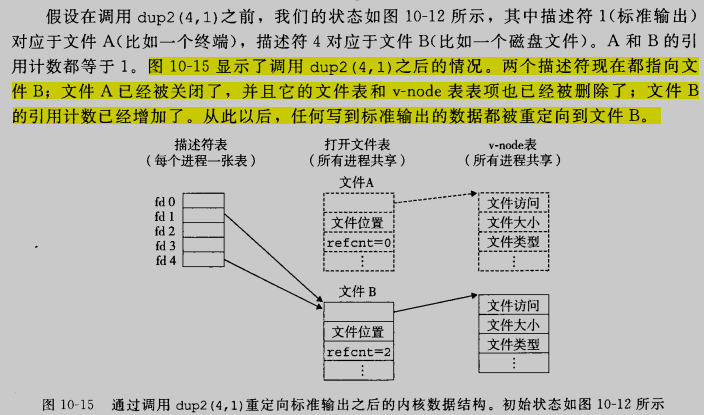 假设在调用 dup2(4,1)之前，我们的状态如图 10-12 所示，其中描述符 1(标准输出)
对应于文件 A(比如一个终端)，描述符 4 对应于文件 B(比如一个磁盘文件)。A 和 B 的引
用计数都等于 1。图 10-15 显示了调用 dup2(4,1)之后的情况。两个描述符现在都指向文
件 B；文件 A 已经被关闭了，并且它的文件表和 v-node 表表项也已经被删除了；文件 B
的引用计数已经增加了。从此以后，任何写到标准输出的数据都被重定向到文件 B。
描述符表 打开文件表 v-node表
(每个进程一张表) (所有进程共享) (所有进程共享)
文件A
fd 0
fd 1
fd 2
fd 3
fd 4
文件位置
refcnt=0
⋮
文件访问
文件大小
文件类型
⋮
文件 B
文件位置
refcnt=2
⋮
文件访问
文件大小
文件类型
⋮
图 10-15 通过调用 dup2(4,1)重定向标准输出之后的内核数据结构。初始状态如图 10-12 所示